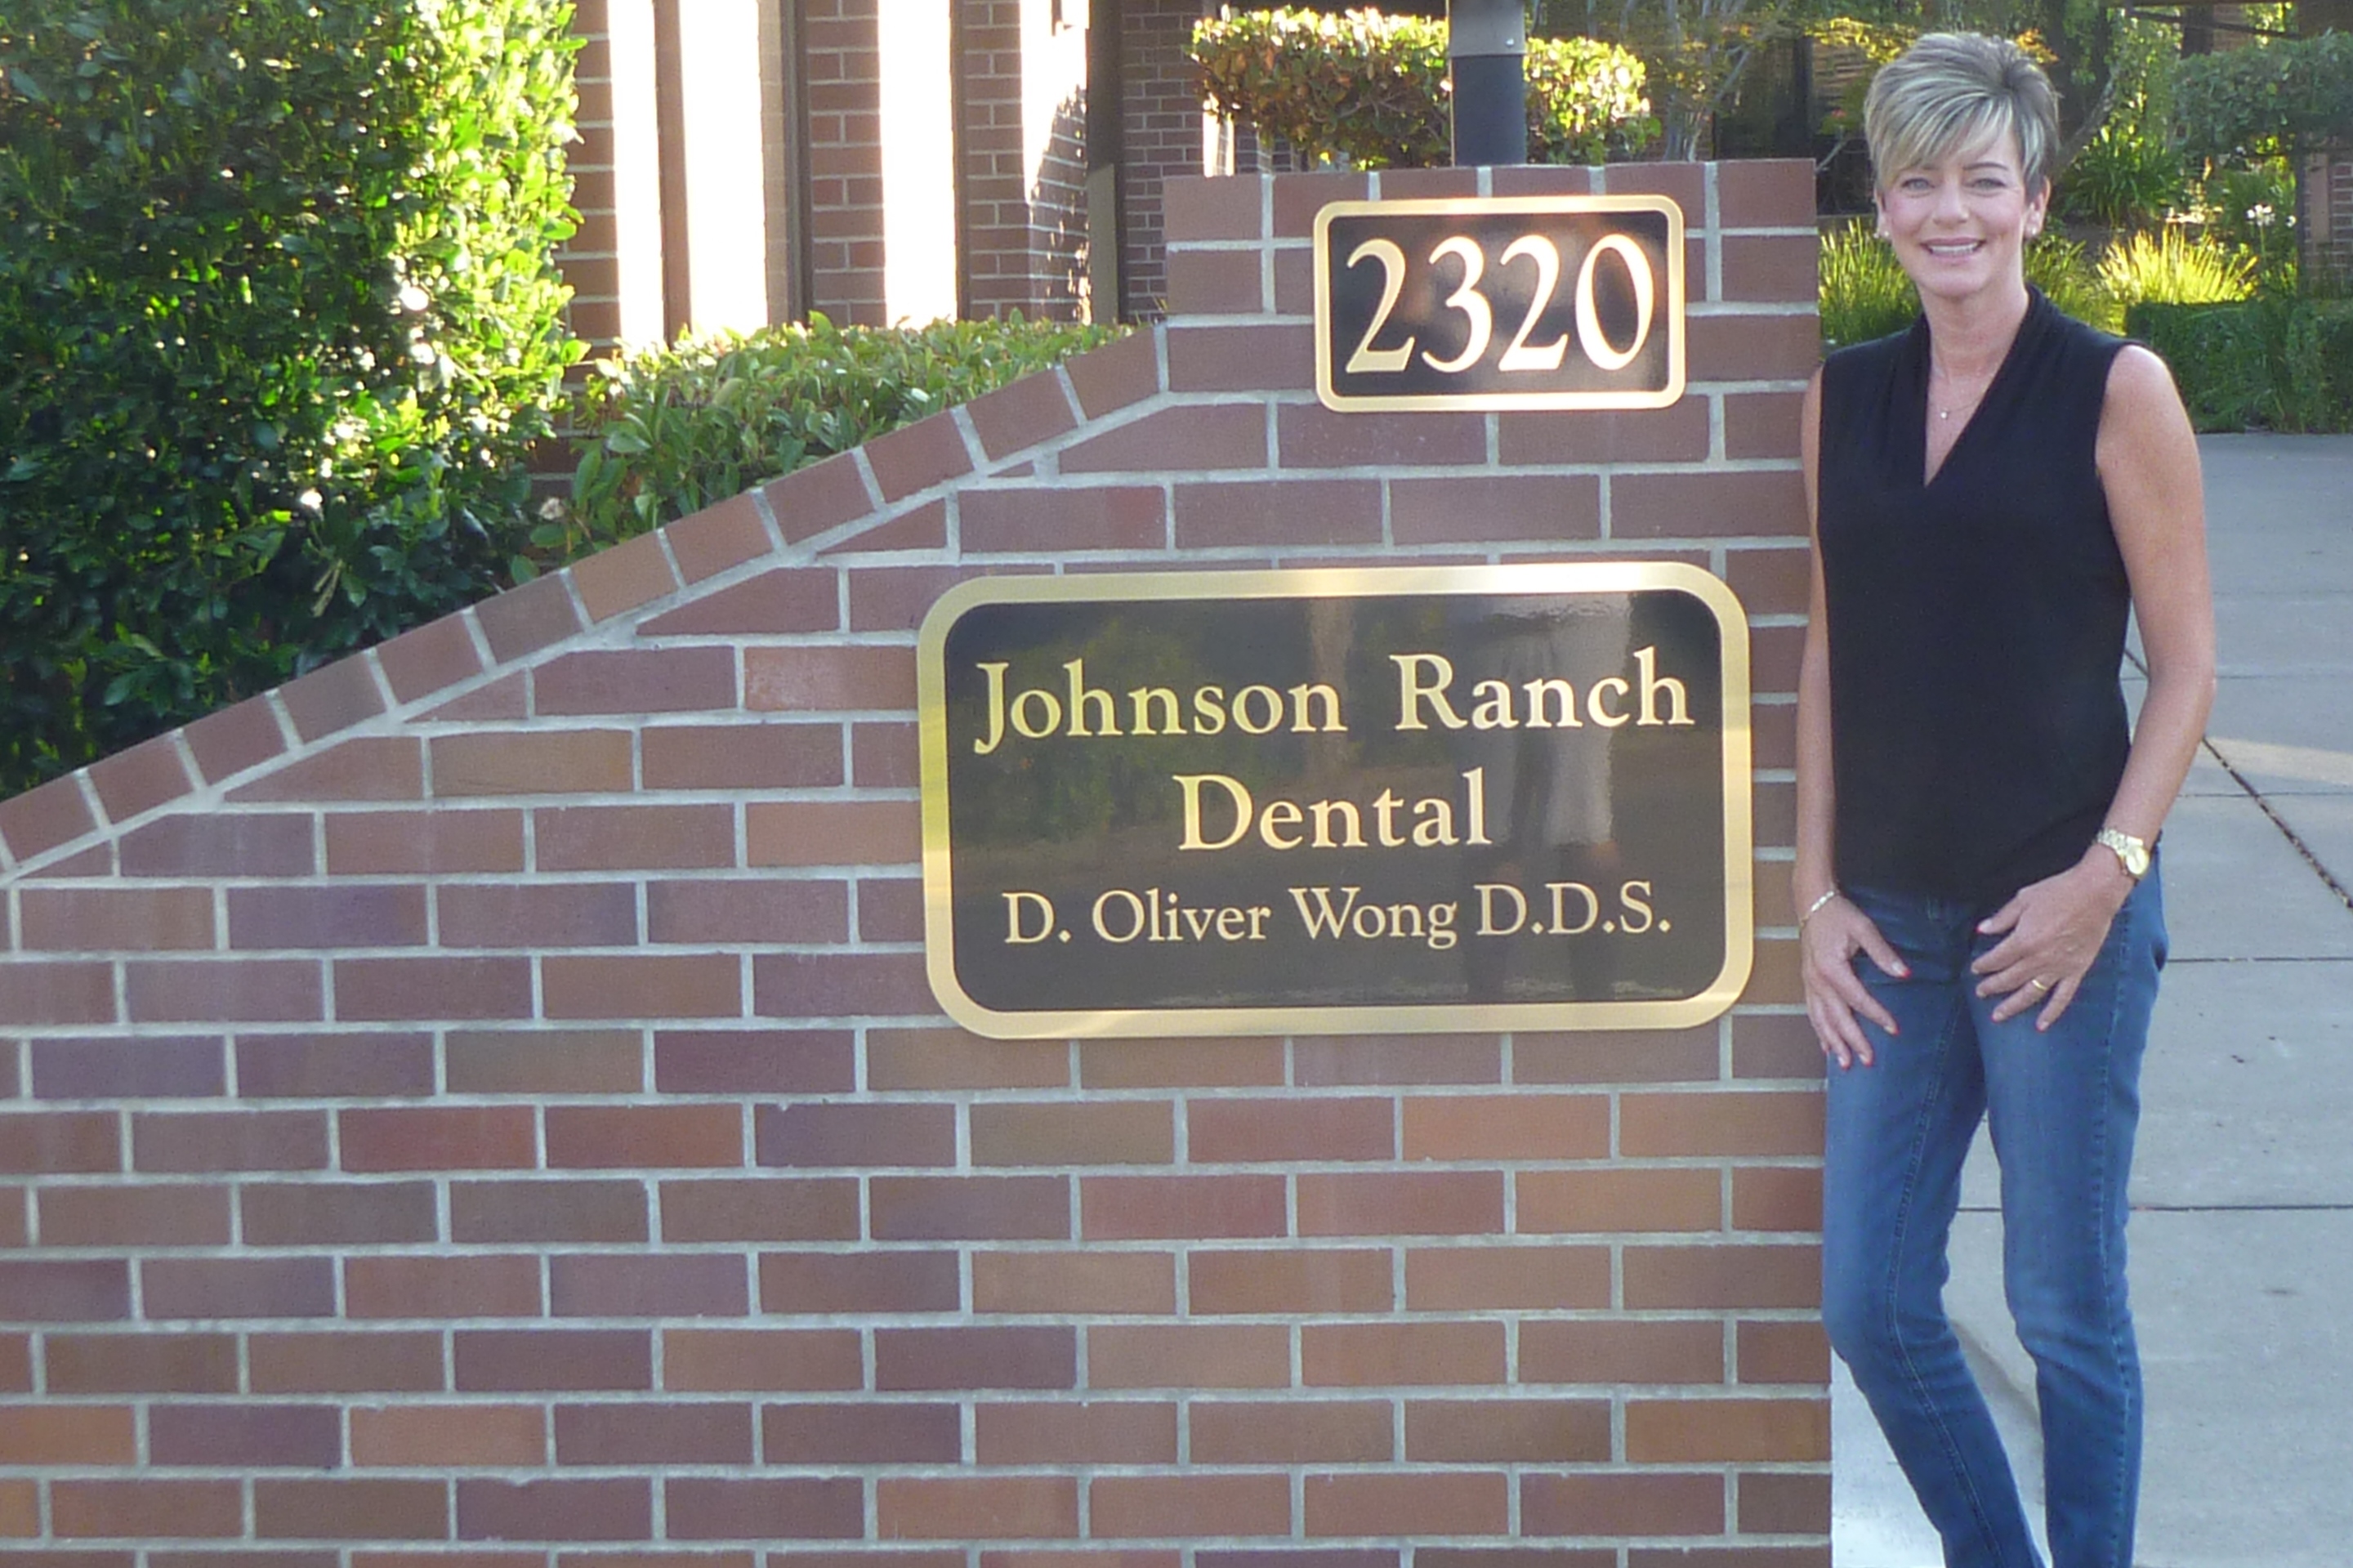 2320
Johnson Ranch
Dental
D. Oliver Wong D.D.S.